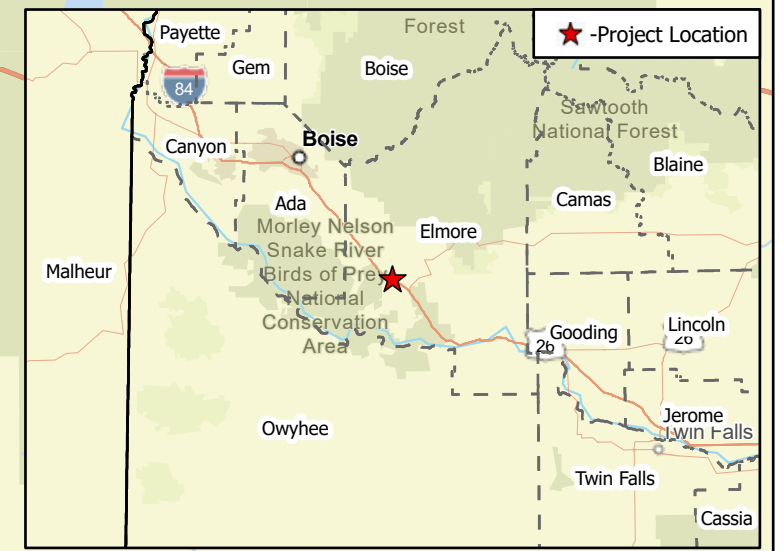 Forest
-Project Location
Payette
Gem
Boise
84
Sawtooth
National Forest
Canyon
Boise
Blaine
Ada
Camas
Morley Nelson
Snake River
Birds of Prey
National
Conservation
Area
Elmore
Malheur
26
Gooding
Lincoln
26
Owyhee
Jerome
Twin Falls
Twin Falls
Cassia